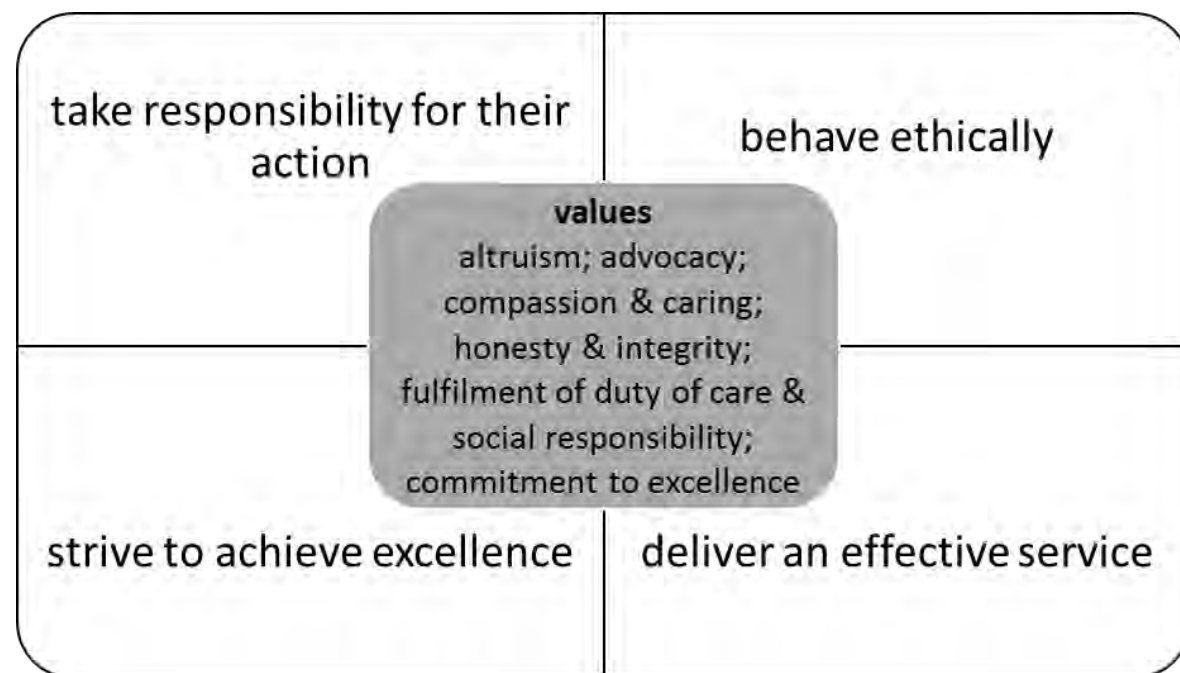 take responsibility for their
action
behave ethically
values
altruism; advocacy;
compassion & caring;
honesty & integrity;
fulfilment of duty of care &
social responsibility;
commitment to excellence
strive to achieve excellence
deliver an effective service